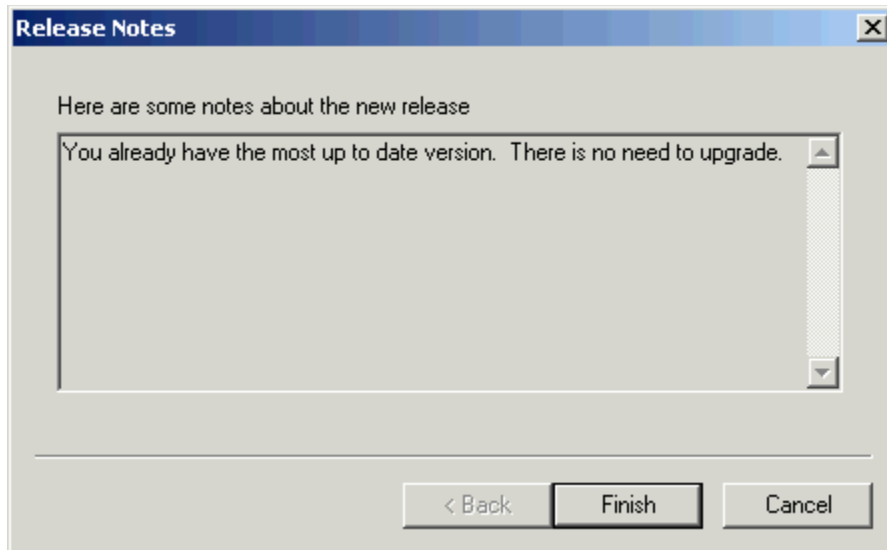 Release Notes
Here are some notes about the new release
You already have the most up to date version.  There is no need to upgrade.
< Back
Finish
Cancel